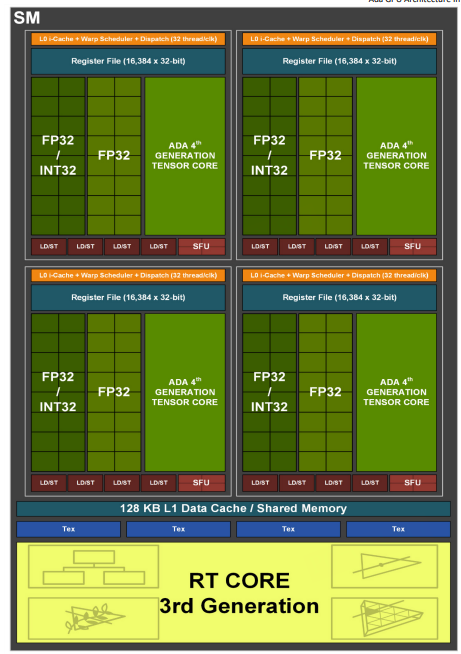 SM
L0 i-Cache + Warp Scheduler + Dispatch (32 thread/clk)
Register File (16,384 x 32-bit)
FP32
/
INT32
FP32
ADA 4th
GENERATION
TENSOR CORE
LD/ST LD/ST LD/ST LD/ST SFU
L0 i-Cache + Warp Scheduler + Dispatch (32 thread/clk)
Register File (16,384 x 32-bit)
FP32
/
INT32
FP32
ADA 4th
GENERATION
TENSOR CORE
LD/ST LD/ST LD/ST LD/ST SFU
L0 i-Cache + Warp Scheduler + Dispatch (32 thread/clk)
Register File (16,384 x 32-bit)
FP32
/
INT32
FP32
ADA 4th
GENERATION
TENSOR CORE
LD/ST LD/ST LD/ST LD/ST SFU
L0 i-Cache + Warp Scheduler + Dispatch (32 thread/clk)
Register File (16,384 x 32-bit)
FP32
/
INT32
FP32
ADA 4th
GENERATION
TENSOR CORE
LD/ST LD/ST LD/ST LD/ST SFU
128 KB L1 Data Cache / Shared Memory
Tex Tex Tex Tex
RT CORE
3rd Generation